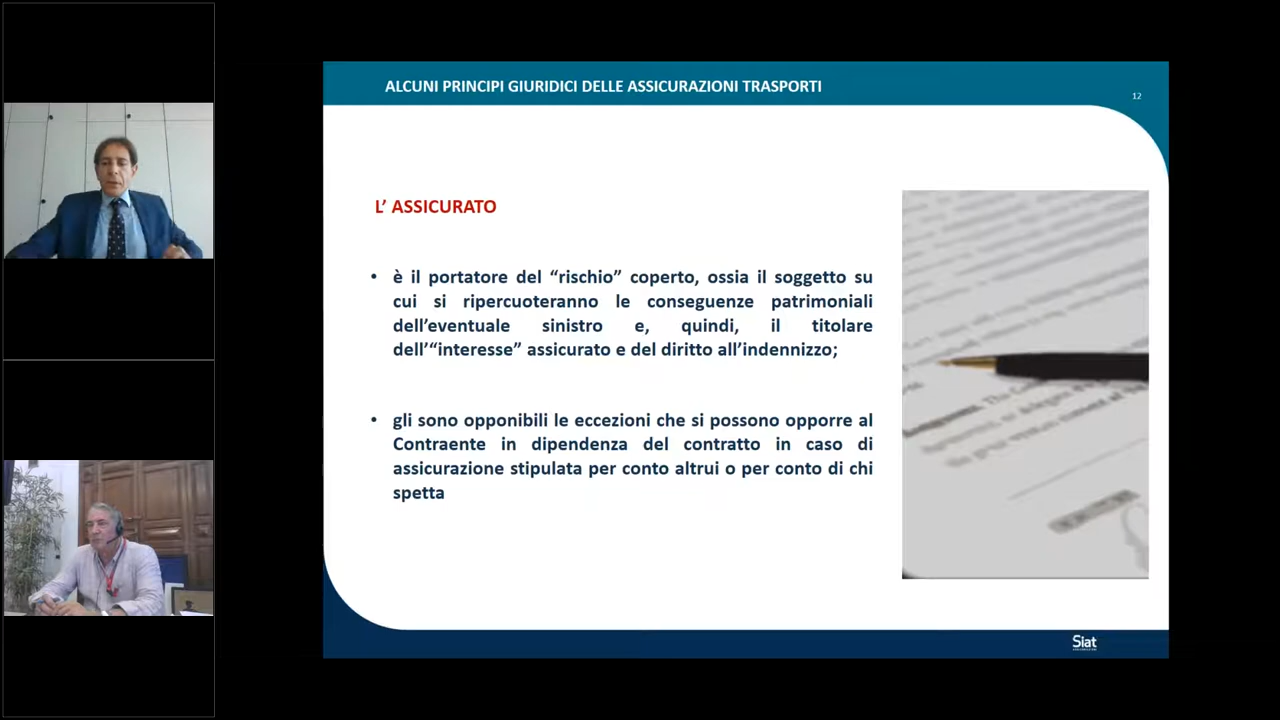 ALCUNI PRINCIPI GIURIDICI DELLE ASSICURAZIONI TRASPORTI
12
L’ ASSICURATO
• è il portatore del “rischio” coperto, ossia il soggetto su
cui si ripercuoteranno le conseguenze patrimoniali
dell’eventuale sinistro e, quindi, il titolare
dell’“interesse” assicurato e del diritto all’indennizzo;
• gli sono opponibili le eccezioni che si possono opporre al
Contraente in dipendenza del contratto in caso di
assicurazione stipulata per conto altrui o per conto di chi
spetta
Siat